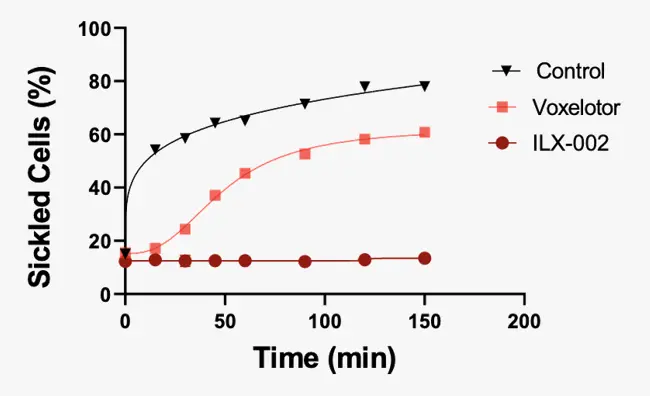 100
80
60
40
20
0
Sickled Cells (%)
0 50 100 150 200
Time (min)
Control
Voxelotor
ILX-002